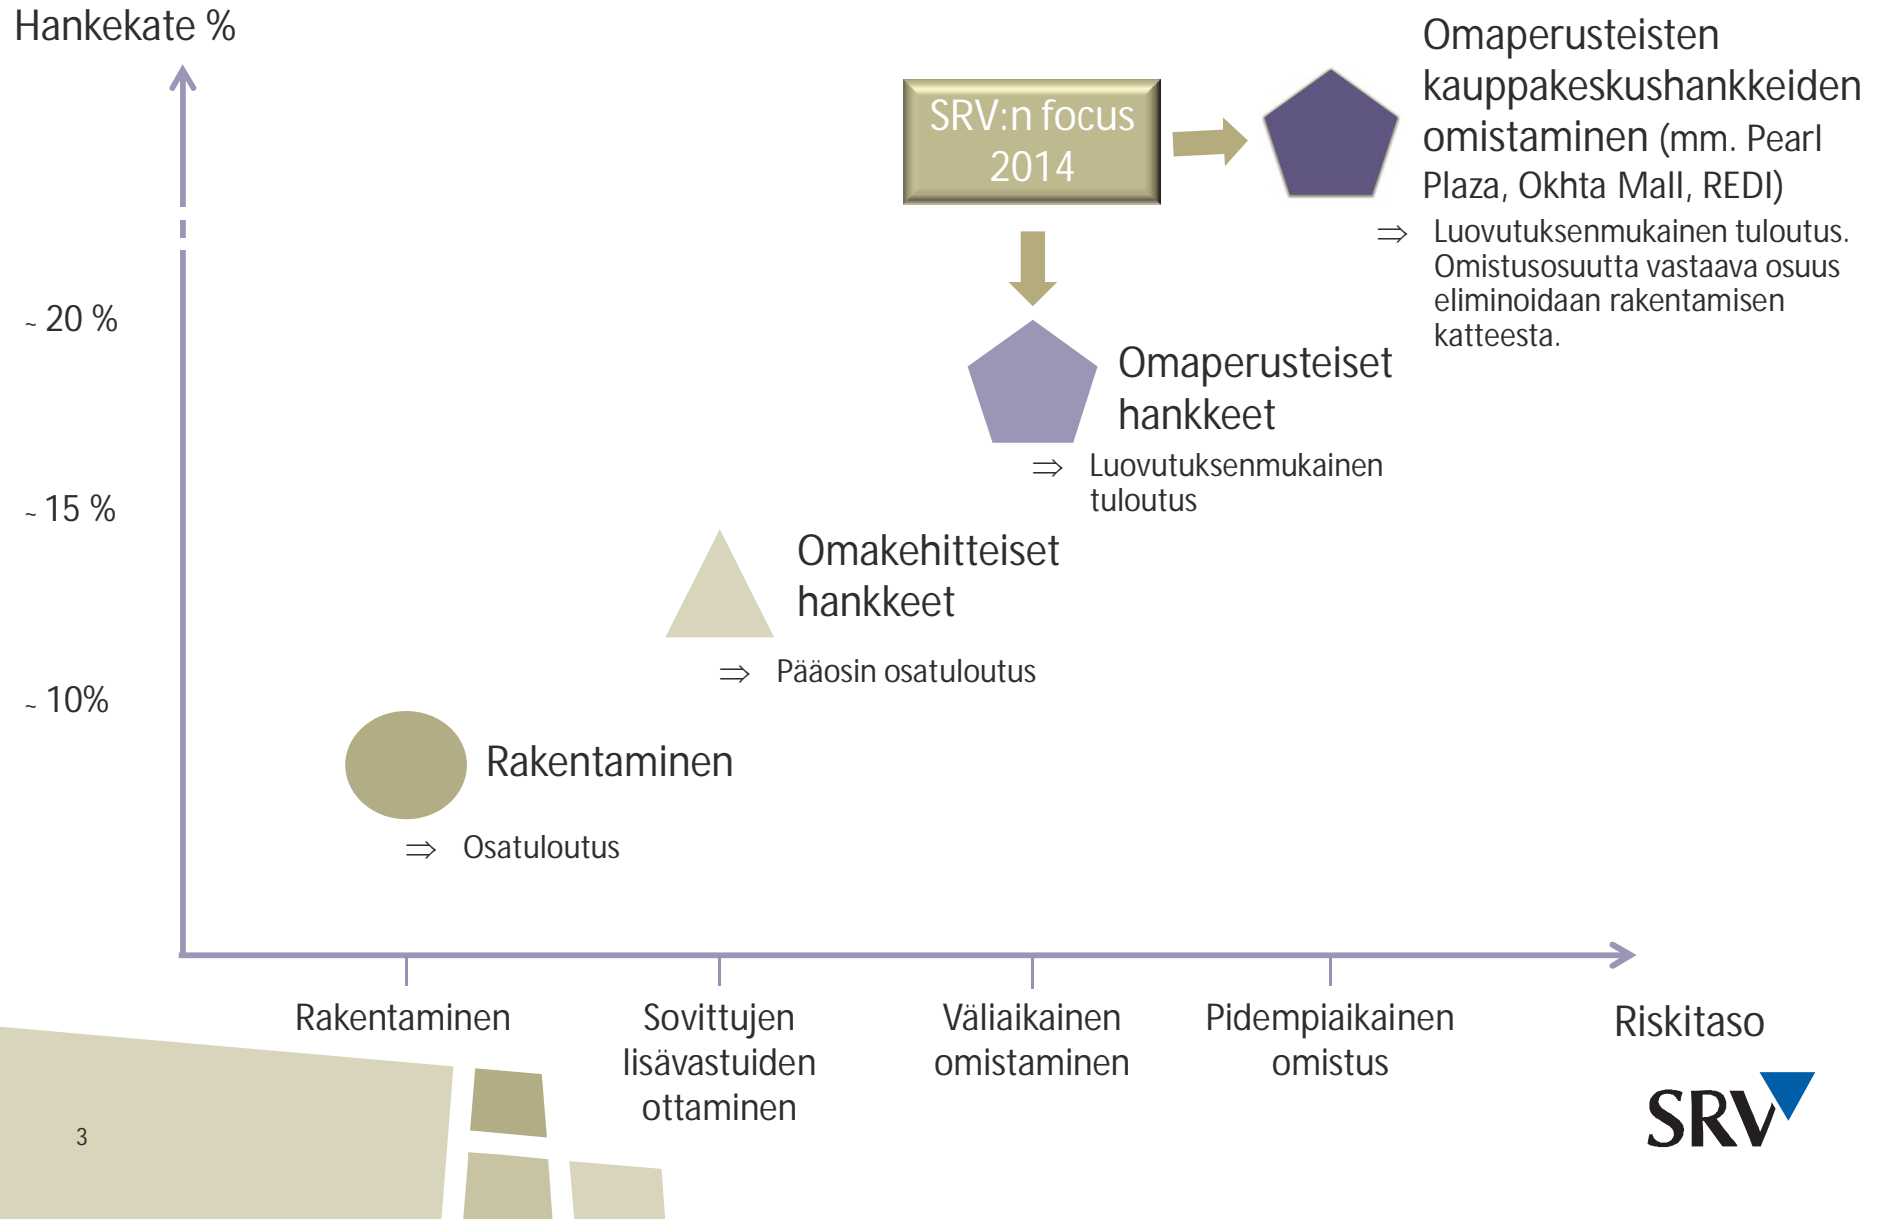 Hankekate %
SRV:n focus
2014
Omaperusteisten
kauppakeskushankkeiden
omistaminen (mm. Pearl
Plaza, Okhta Mall, REDI)
⇒ Luovutuksenmukainen tuloutus.
Omistusosuutta vastaava osuus
eliminoidaan rakentamisen
katteesta.
~ 20 %
Omaperusteiset
hankkeet
⇒ Luovutuksenmukainen
tuloutus
~ 15 %
Omakehitteiset
hankkeet
⇒ Pääosin osatuloutus
~ 10%
Rakentaminen
⇒ Osatuloutus
Rakentaminen
Sovittujen
lisävastuiden
ottaminen
Väliaikainen
omistaminen
Pidempiaikainen
omistus
Riskitaso
3
SRV